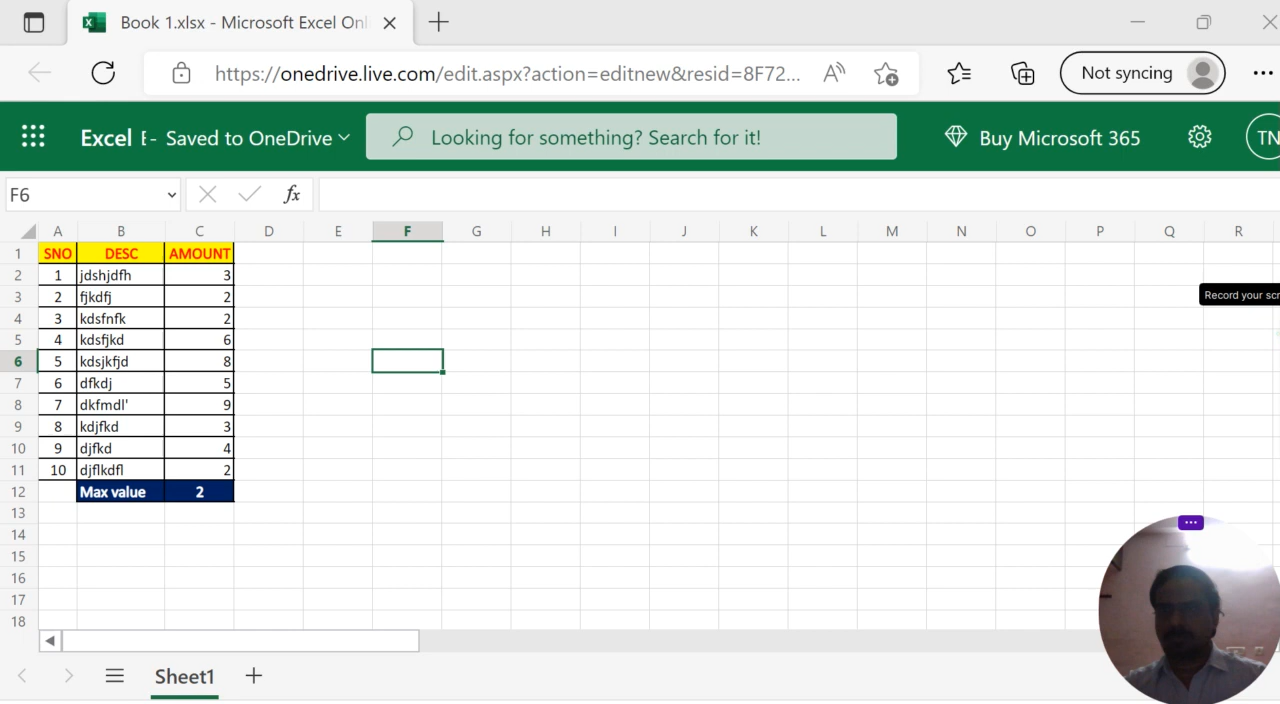 Book 1.xlsx - Microsoft Excel Onl
https://onedrive.live.com/edit.aspx?action=editnew&resid=8F72...
Not syncing
Excel
- Saved to OneDrive
Looking for something? Search for it!
Buy Microsoft 365
TN
F6
fx
A B C D E F G H I J K L M N O P Q R
1 SNO DESC AMOUNT
2 1 jdshjdfh 3
3 2 fjkdfj 2
4 3 kdsfnfk 2
5 4 kdsfjkd 6
6 5 kdsjkfjd 8
7 6 dfkdj 5
8 7 dkfmdl' 9
9 8 kdjfkd 3
10 9 djfkd 4
11 10 djflkdfl 2
12 Max value 2
13
14
15
16
17
18
Record your scr
Sheet1